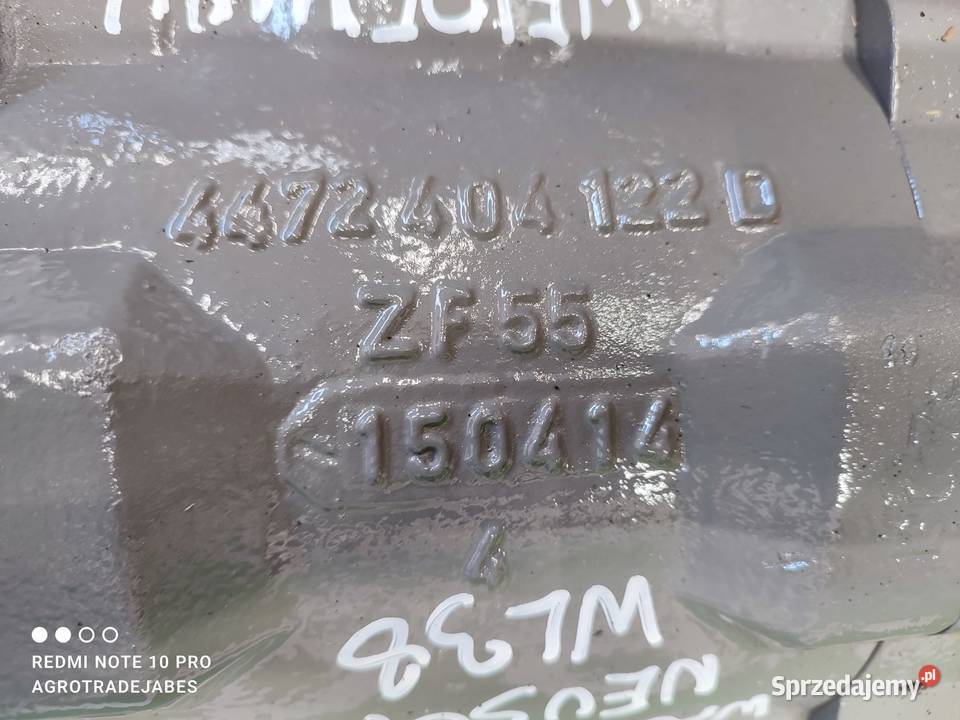 4472 404 122 D
ZF 55
150414
4
WL38
REDMI NOTE 10 PRO
AGROTRADEJABES
Sprzedajemy.pl